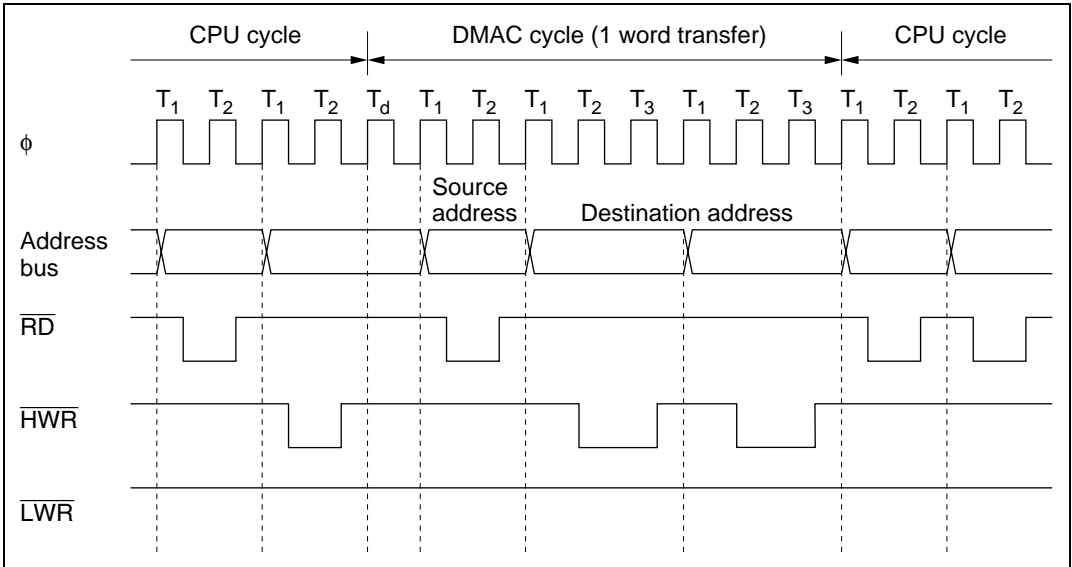 CPU cycle DMAC cycle (1 word transfer) CPU cycle
T1 T2 T1 T2 Td T1 T2 T1 T2 T3 T1 T2 T3 T1 T2 T1 T2
ϕ
Source
address Destination address
Address
bus
RD
HWR
LWR